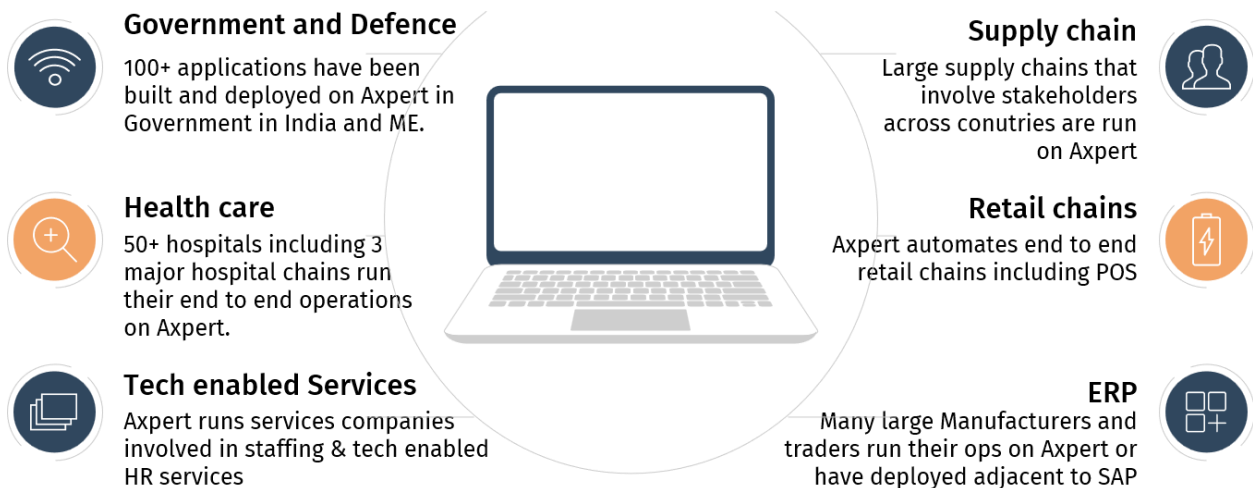 Government and Defence
100+ applications have been
built and deployed on Axpert in
Government in India and ME.
Health care
50+ hospitals including 3
major hospital chains run
their end to end operations
on Axpert.
Tech enabled Services
Axpert runs services companies
involved in staffing & tech enabled
HR services
Supply chain
Large supply chains that
involve stakeholders
across conutries are run
on Axpert
Retail chains
Axpert automates end to end
retail chains including POS
ERP
Many large Manufacturers and
traders run their ops on Axpert or
have deployed adjacent to SAP